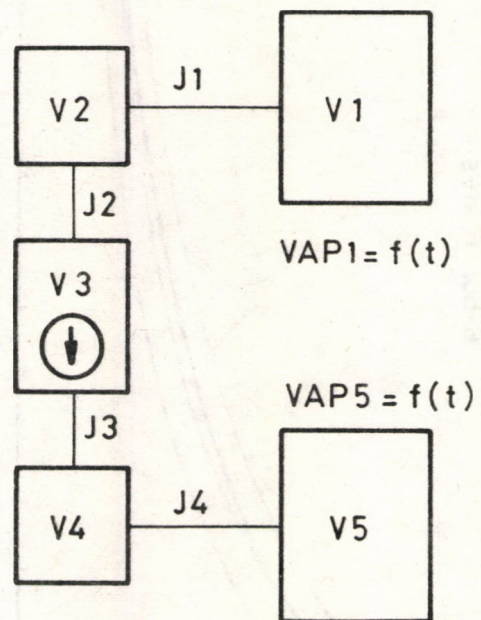 J1
V2
V1
J2
VAP1 = f(t)
V3
VAP5 = f(t)
J3
J4
V4
V5